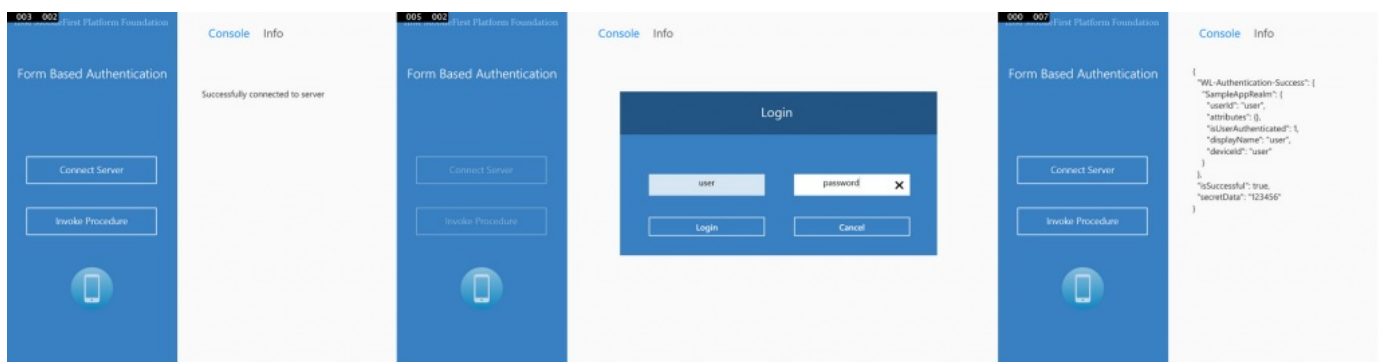 003 002
First Platform Foundation
Console Info
Form Based Authentication
Successfully connected to server
Connect Server
Invoke Procedure
005 002
First Platform Foundation
Console Info
Form Based Authentication
Login
Connect Server
user password
Invoke Procedure
Login Cancel
000 007
First Platform Foundation
Console Info
Form Based Authentication
{
"WL-Authentication-Success": {
"SampleAppRealm": {
"userId": "user",
"attributes": {},
"isUserAuthenticated": 1,
"displayName": "user",
"deviceId": "user"
}
},
"isSuccessful": true,
"secretData": "123456"
}
Connect Server
Invoke Procedure